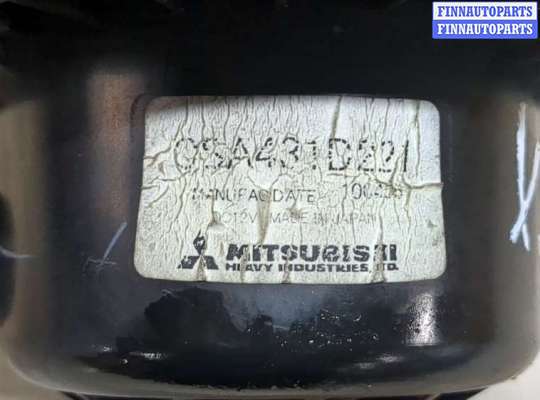 FINNAUTOPARTS
FINNAUTOPARTS
CSA431D221
MANUFAC DATE
DC12V MADE IN JAPAN
MITSUBISHI
HEAVY INDUSTRIES, LTD.